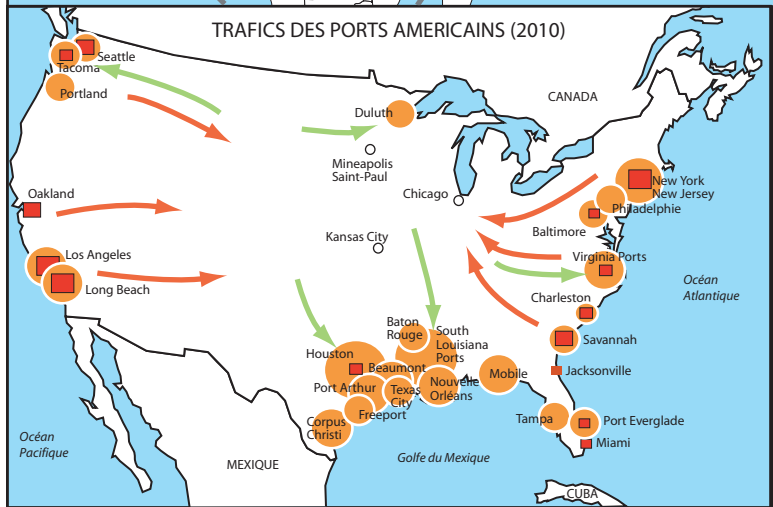 TRAFICS DES PORTS AMERICAINS (2010)
Seattle
Tacoma
Portland
CANADA
Duluth
Mineapolis
Saint-Paul
Chicago
Oakland
New York
New Jersey
Philadelphie
Baltimore
Kansas City
Virginia Ports
Los Angeles
Long Beach
Océan
Atlantique
Charleston
Baton
Rouge
South
Louisiana
Ports
Savannah
Houston
Beaumont
Jacksonville
Port Arthur
Texas
City
Nouvelle
Orléans
Mobile
Freeport
Corpus
Christi
Tampa
Port Everglade
Miami
Océan
Pacifique
MEXIQUE
Golfe du Mexique
CUBA